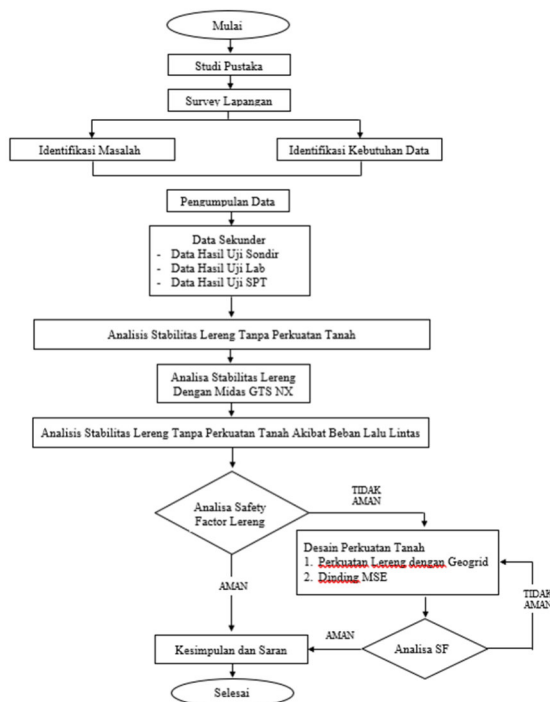 Mulai
Studi Pustaka
Survey Lapangan
Identifikasi Masalah
Identifikasi Kebutuhan Data
Pengumpulan Data
Data Sekunder
- Data Hasil Uji Sondir
- Data Hasil Uji Lab
- Data Hasil Uji SPT
Analisis Stabilitas Lereng Tanpa Perkuatan Tanah
Analisa Stabilitas Lereng
Dengan Midas GTS NX
Analisis Stabilitas Lereng Tanpa Perkuatan Tanah Akibat Beban Lalu Lintas
Analisa Safety
Factor Lereng
TIDAK
AMAN
Desain Perkuatan Tanah
1. Perkuatan Lereng dengan Geogrid
2. Dinding MSE
AMAN
TIDAK
AMAN
Kesimpulan dan Saran
AMAN
Analisa SF
Selesai